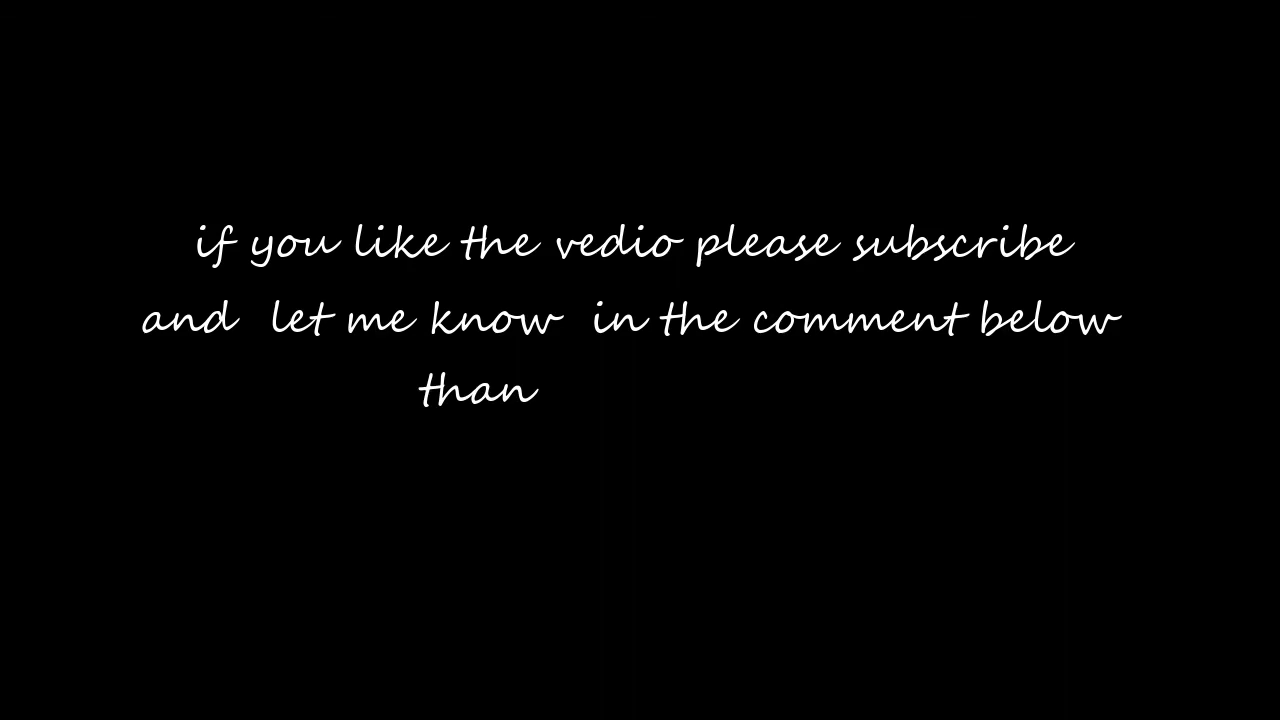 if you like the vedio please subscribe
and let me know in the comment below
than